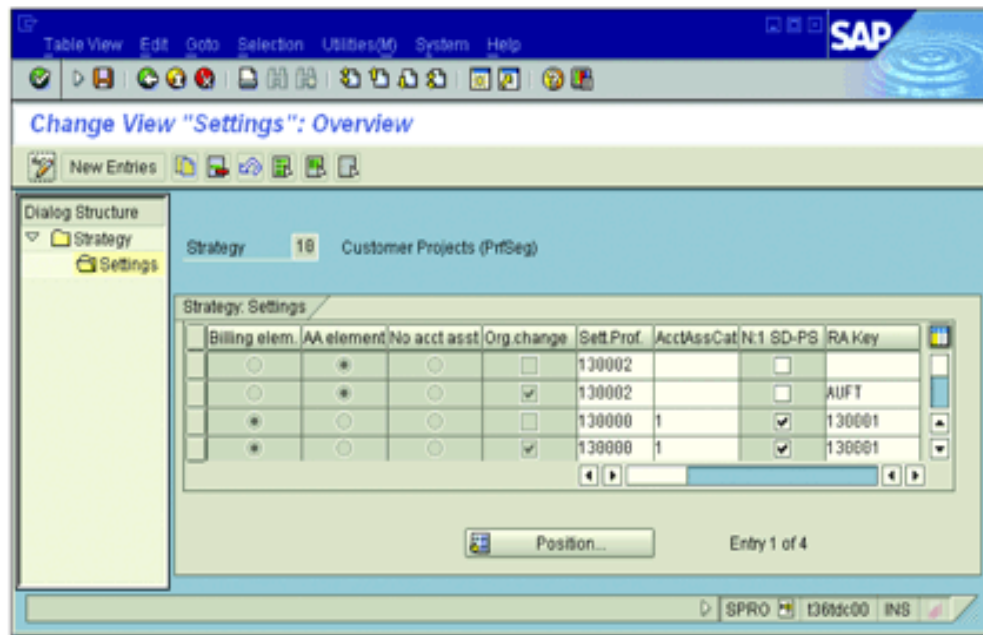 Table View Edit Goto Selection Utilities(M) System Help
SAP
Change View "Settings": Overview
New Entries
Dialog Structure
Strategy
Settings
Strategy 10 Customer Projects (PrfSeg)
Strategy: Settings
Billing elem. AA element No acct asst Org.change Sett.Prof. AcctAssCat N:1 SD-PS RA Key
130002
130002 AUFT
130000 1 130001
130000 1 130001
Position...
Entry 1 of 4
SPRO t36tdc00 INS